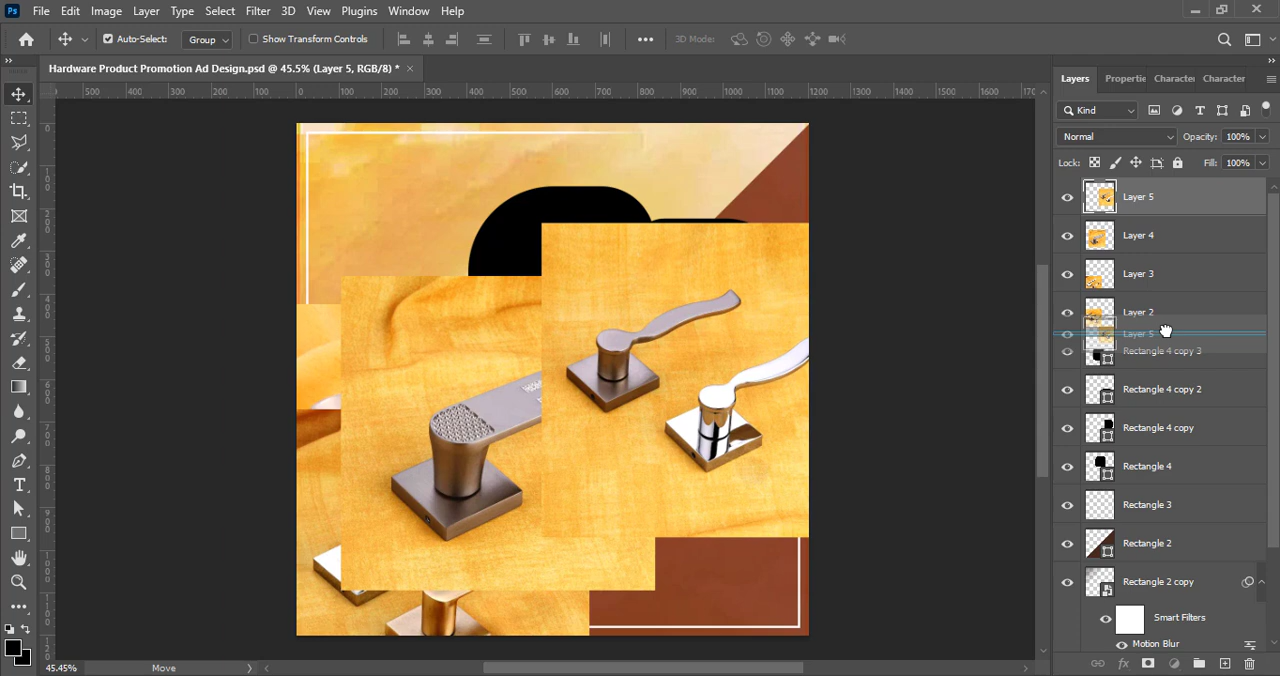 Ps File Edit Image Layer Type Select Filter 3D View Plugins Window Help
Auto-Select: Group Show Transform Controls ••• 3D Mode:
Hardware Product Promotion Ad Design.psd @ 45.5% (Layer 5, RGB/8) * ×
Layers Propertie Character Character
500 400 300 200 100 0 100 200 300 400 500 600 700 800 900 1000 1100 1200 1300 1400 1500 1600
Kind
Normal Opacity: 100%
Lock: Fill: 100%
Layer 5
Layer 4
Layer 3
Layer 2
Layer 5
Rectangle 4 copy 3
Rectangle 4 copy 2
Rectangle 4 copy
Rectangle 4
Rectangle 3
Rectangle 2
Rectangle 2 copy
Smart Filters
Motion Blur
45.45% Move